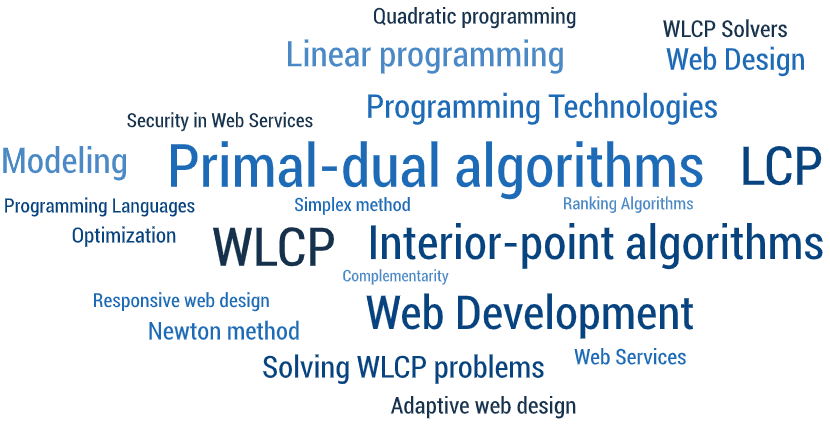 Quadratic programming
WLCP Solvers
Linear programming
Web Design
Programming Technologies
Security in Web Services
Modeling
Primal-dual algorithms
LCP
Programming Languages
Simplex method
Ranking Algorithms
Optimization
WLCP
Interior-point algorithms
Complementarity
Responsive web design
Web Development
Newton method
Solving WLCP problems
Web Services
Adaptive web design